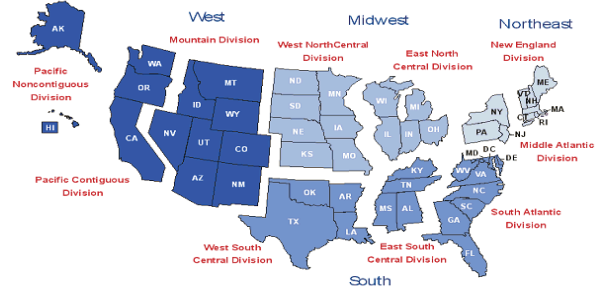 West
Midwest
Northeast
Mountain Division
West NorthCentral
Division
East North
Central Division
New England
Division
Pacific
Noncontiguous
Division
Pacific Contiguous
Division
Middle Atlantic
Division
South Atlantic
Division
West South
Central Division
East South
Central Division
South
AK
HI
WA
OR
CA
NV
ID
MT
WY
UT
CO
AZ
NM
ND
SD
NE
KS
MN
IA
MO
WI
MI
IL
IN
OH
ME
VT
NH
MA
RI
CT
NY
PA
NJ
MD
DC
DE
WV
VA
NC
SC
GA
FL
KY
TN
MS
AL
OK
AR
TX
LA